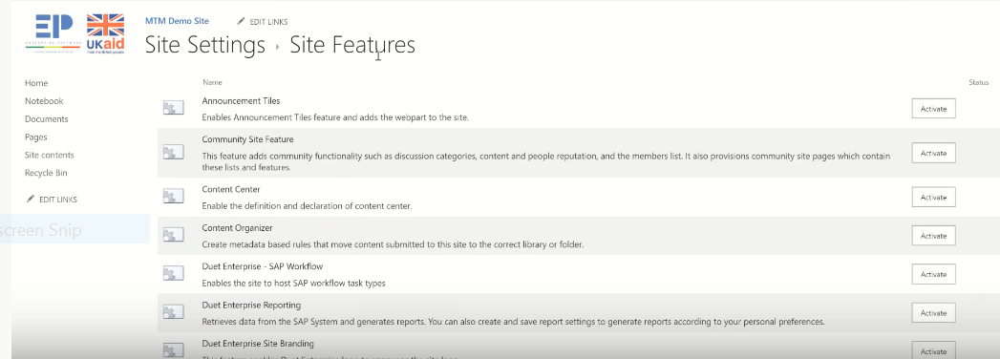 EP
UKaid
from the British people
MTM Demo Site
EDIT LINKS
Site Settings › Site Features
Home
Notebook
Documents
Pages
Site contents
Recycle Bin
EDIT LINKS
screen Snip
Name
Status
Announcement Tiles
Enables Announcement Tiles feature and adds the webpart to the site.
Activate
Community Site Feature
This feature adds community functionality such as discussion categories, content and people reputation, and the members list. It also provisions community site pages which contain
these lists and features.
Activate
Content Center
Enable the definition and declaration of content center.
Activate
Content Organizer
Create metadata based rules that move content submitted to this site to the correct library or folder.
Activate
Duet Enterprise - SAP Workflow
Enables the site to host SAP workflow task types
Activate
Duet Enterprise Reporting
Retrieves data from the SAP System and generates reports. You can also create and save report settings to generate reports according to your personal preferences.
Activate
Duet Enterprise Site Branding
Activate